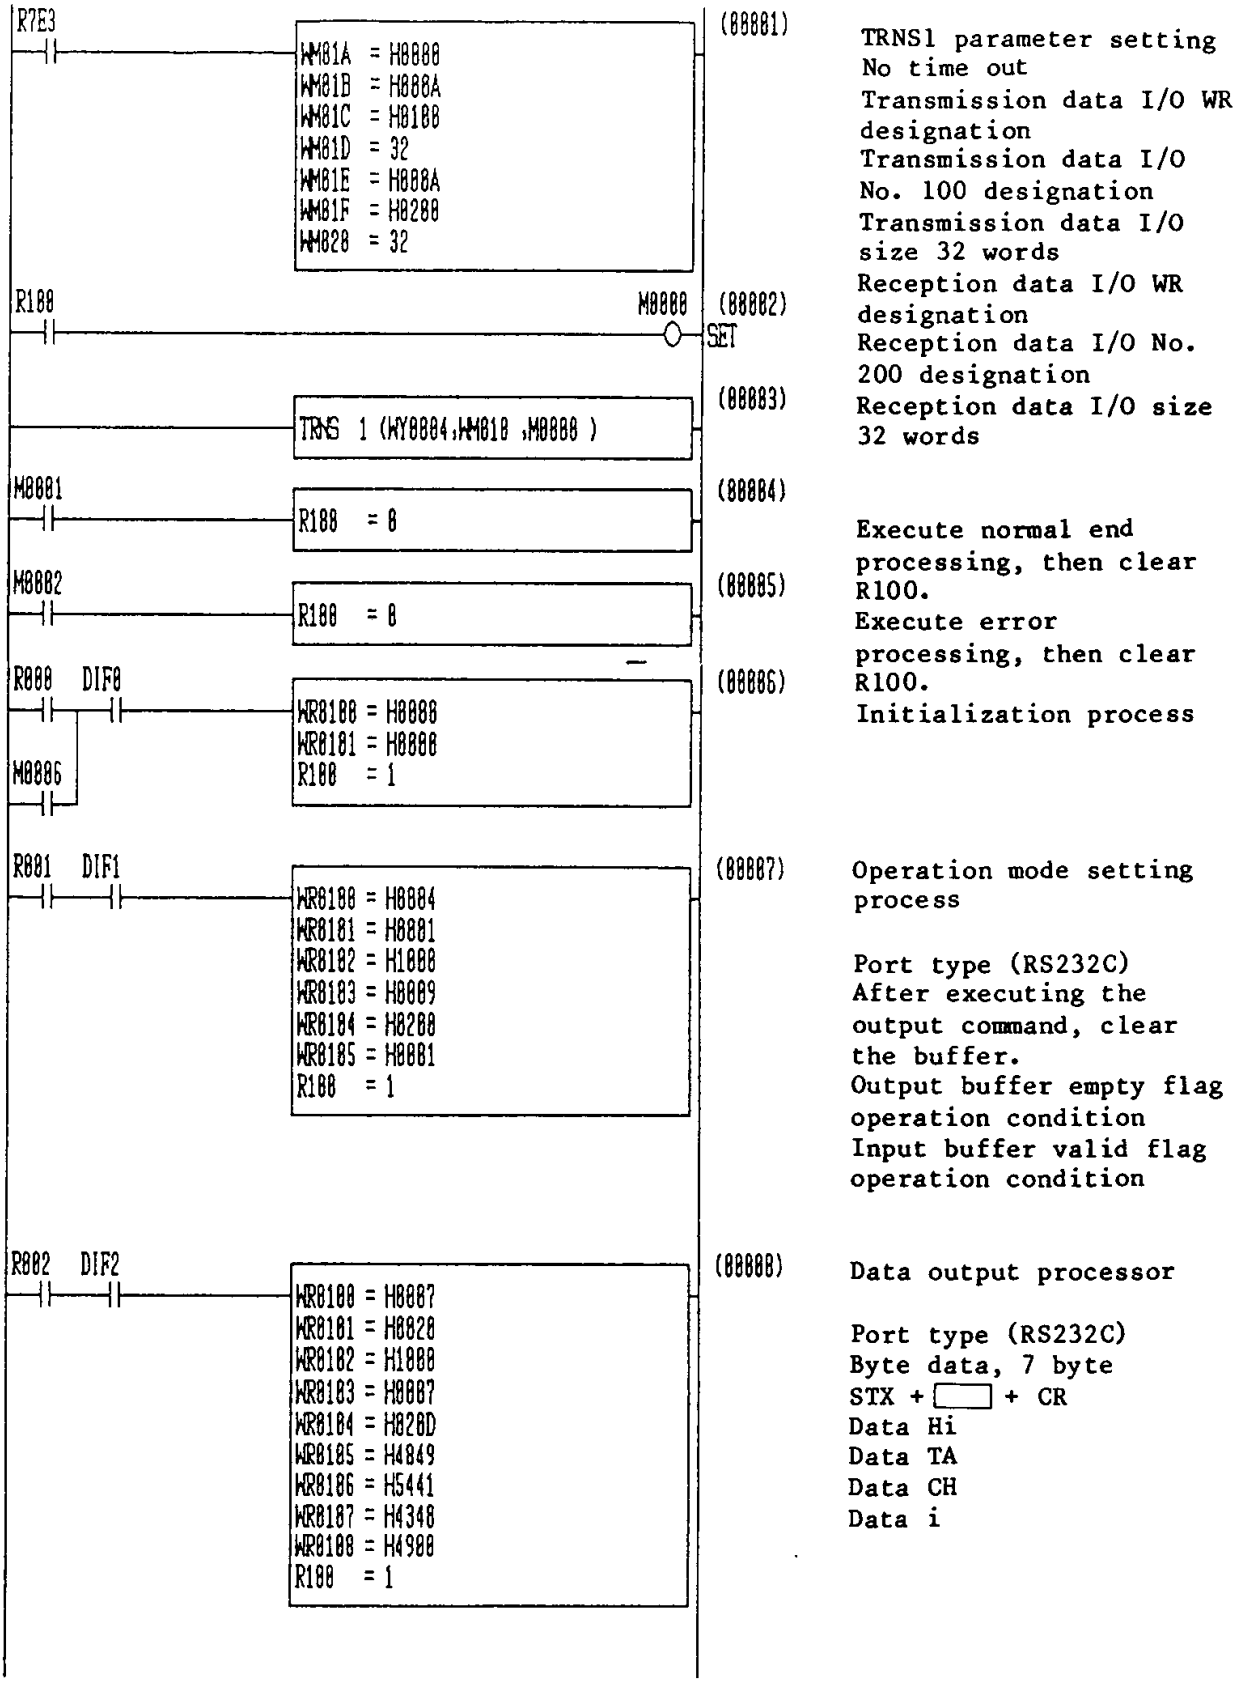 R7E3
(00001)
WM01A = H0000
WM01B = H000A
WM01C = H0100
WM01D = 32
WM01E = H000A
WM01F = H0200
WM020 = 32
TRNS1 parameter setting
No time out
Transmission data I/O WR
designation
Transmission data I/O
No. 100 designation
Transmission data I/O
size 32 words
Reception data I/O WR
designation
Reception data I/O No.
200 designation
Reception data I/O size
32 words
R100
M0000 (00002)
SET
(00003)
TRNS 1 (WY0004,WM010 ,M0000 )
M0001
(00004)
R100 = 0
Execute normal end
processing, then clear
R100.
M0002
(00005)
R100 = 0
Execute error
processing, then clear
R100.
R000 DIF0
(00006)
WR0100 = H0000
WR0101 = H0000
R100 = 1
M0006
Initialization process
R001 DIF1
(00007)
WR0100 = H0004
WR0101 = H0001
WR0102 = H1000
WR0103 = H0009
WR0104 = H0200
WR0105 = H0001
R100 = 1
Operation mode setting
process
Port type (RS232C)
After executing the
output command, clear
the buffer.
Output buffer empty flag
operation condition
Input buffer valid flag
operation condition
R002 DIF2
(00008)
WR0100 = H0007
WR0101 = H0020
WR0102 = H1000
WR0103 = H0007
WR0104 = H020D
WR0105 = H4849
WR0106 = H5441
WR0107 = H4348
WR0108 = H4900
R100 = 1
Data output processor
Port type (RS232C)
Byte data, 7 byte
STX + + CR
Data Hi
Data TA
Data CH
Data i